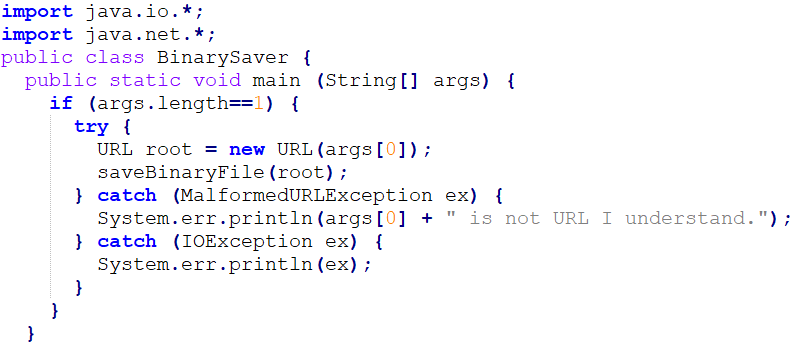 import java.io.*;
import java.net.*;
public class BinarySaver {
  public static void main (String[] args) {
    if (args.length==1) {
      try {
        URL root = new URL(args[0]);
        saveBinaryFile(root);
      } catch (MalformedURLException ex) {
        System.err.println(args[0] + " is not URL I understand.");
      } catch (IOException ex) {
        System.err.println(ex);
      }
    }
  }